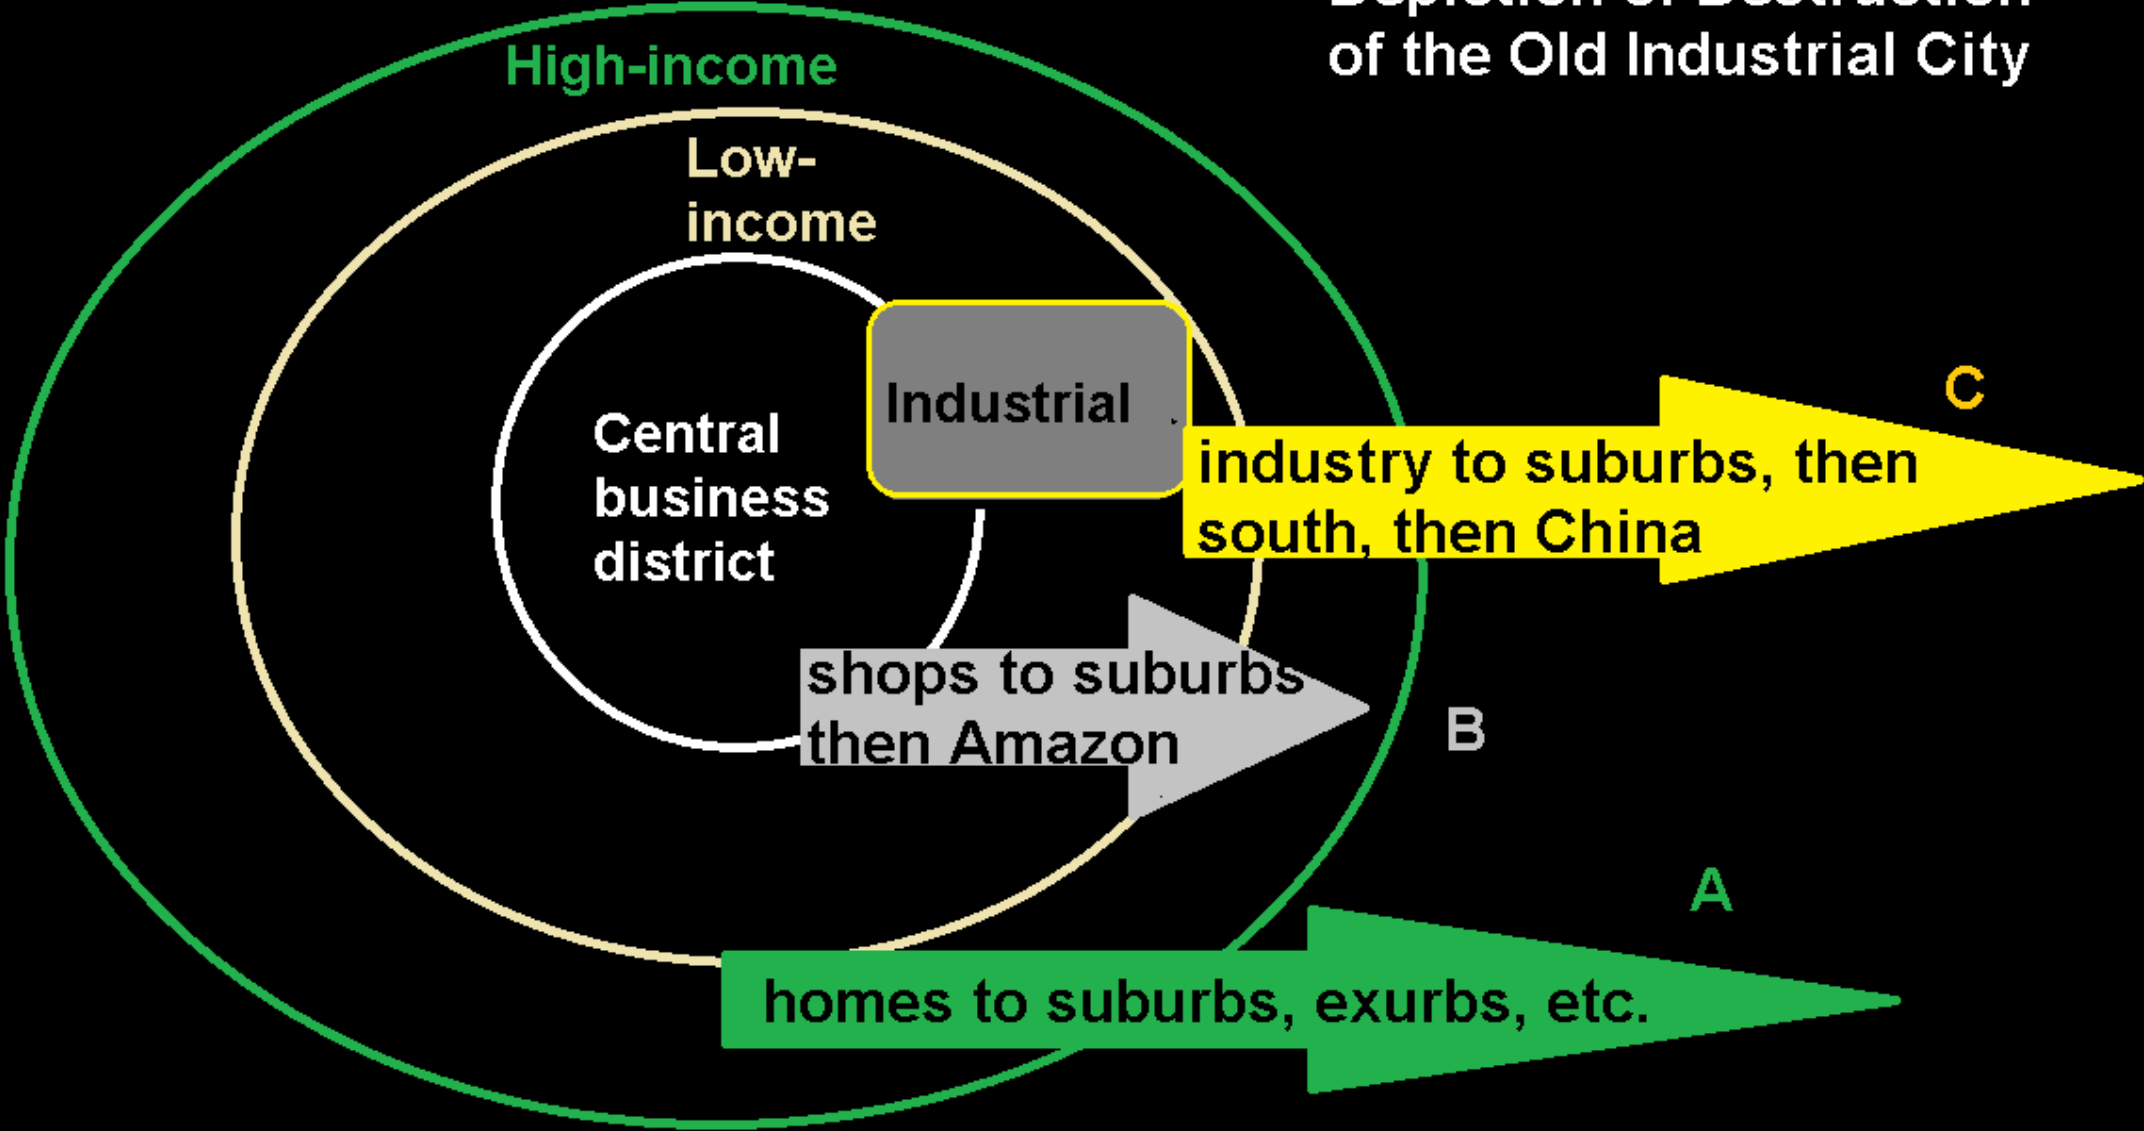 Destruction
of the Old Industrial City
High-income
Low-
income
Industrial
Central
business
district
C
industry to suburbs, then
south, then China
shops to suburbs
then Amazon
B
A
homes to suburbs, exurbs, etc.